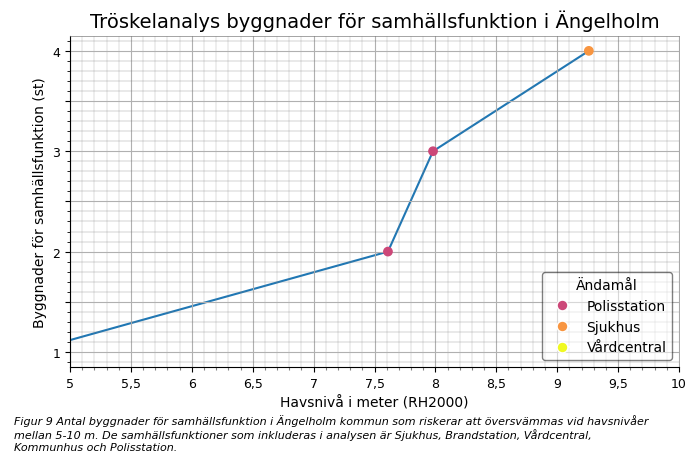 Tröskelanalys byggnader för samhällsfunktion i Ängelholm
Byggnader för samhällsfunktion (st)
4
3
2
1
Ändamål
Polisstation
Sjukhus
Vårdcentral
5 5,5 6 6,5 7 7,5 8 8,5 9 9,5 10
Havsnivå i meter (RH2000)
Figur 9 Antal byggnader för samhällsfunktion i Ängelholm kommun som riskerar att översvämmas vid havsnivåer
mellan 5-10 m. De samhällsfunktioner som inkluderas i analysen är Sjukhus, Brandstation, Vårdcentral,
Kommunhus och Polisstation.